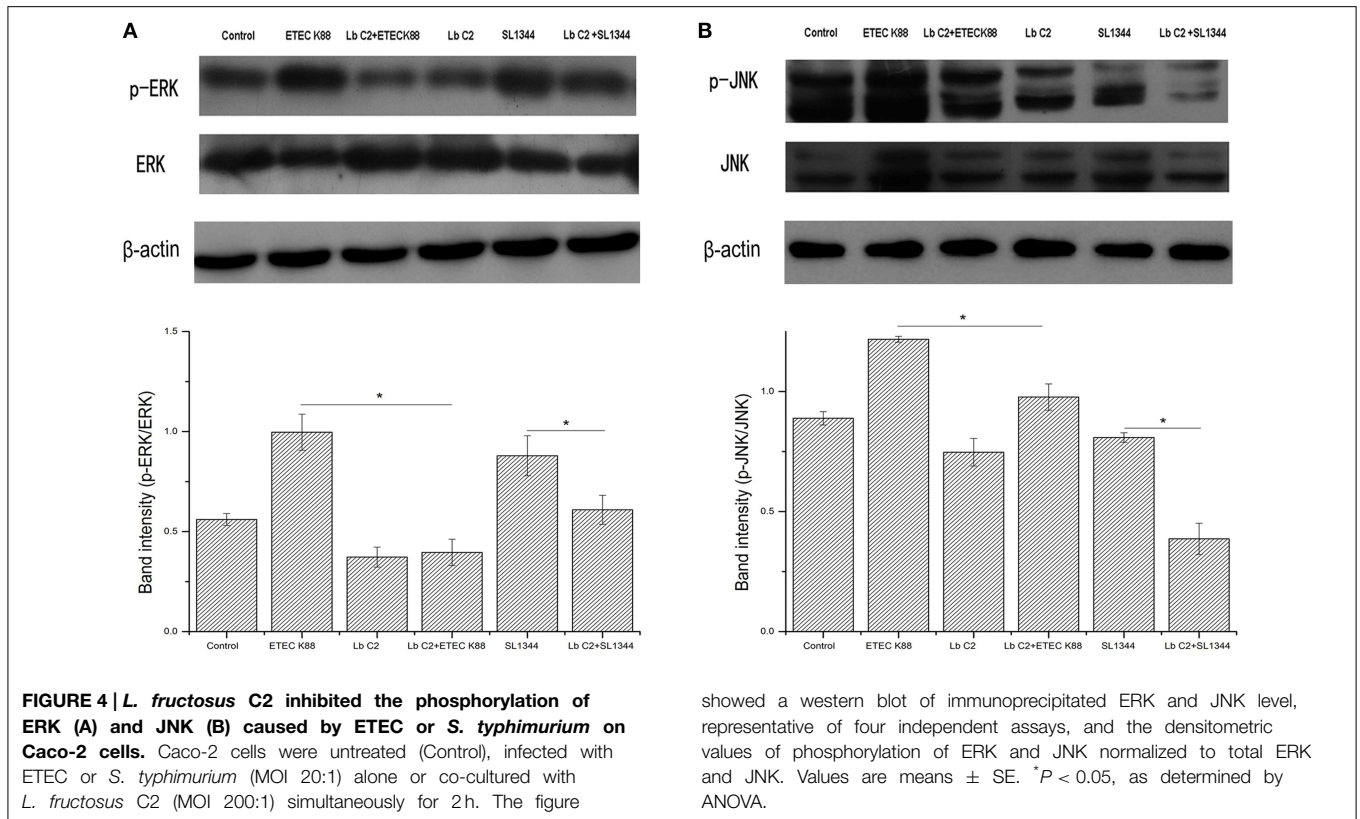 A
Control ETEC K88 Lb C2+ETECK88 Lb C2 SL1344 Lb C2 +SL1344
p-ERK
ERK
β-actin
1.5
1.0
0.5
0.0
Band intensity (p-ERK/ERK)
*
*
Control ETEC K88 Lb C2 Lb C2+ETEC K88 SL1344 Lb C2+SL1344
B
Control ETEC K88 Lb C2+ETECK88 Lb C2 SL1344 Lb C2 +SL1344
p-JNK
JNK
β-actin
1.0
0.5
0.0
Band intensity (p-JNK/JNK)
*
*
Control ETEC K88 Lb C2 Lb C2+ETEC K88 SL1344 Lb C2+SL1344
FIGURE 4 | L. fructosus C2 inhibited the phosphorylation of
ERK (A) and JNK (B) caused by ETEC or S. typhimurium on
Caco-2 cells. Caco-2 cells were untreated (Control), infected with
ETEC or S. typhimurium (MOI 20:1) alone or co-cultured with
L. fructosus C2 (MOI 200:1) simultaneously for 2 h. The figure
showed a western blot of immunoprecipitated ERK and JNK level,
representative of four independent assays, and the densitometric
values of phosphorylation of ERK and JNK normalized to total ERK
and JNK. Values are means ± SE. *P < 0.05, as determined by
ANOVA.